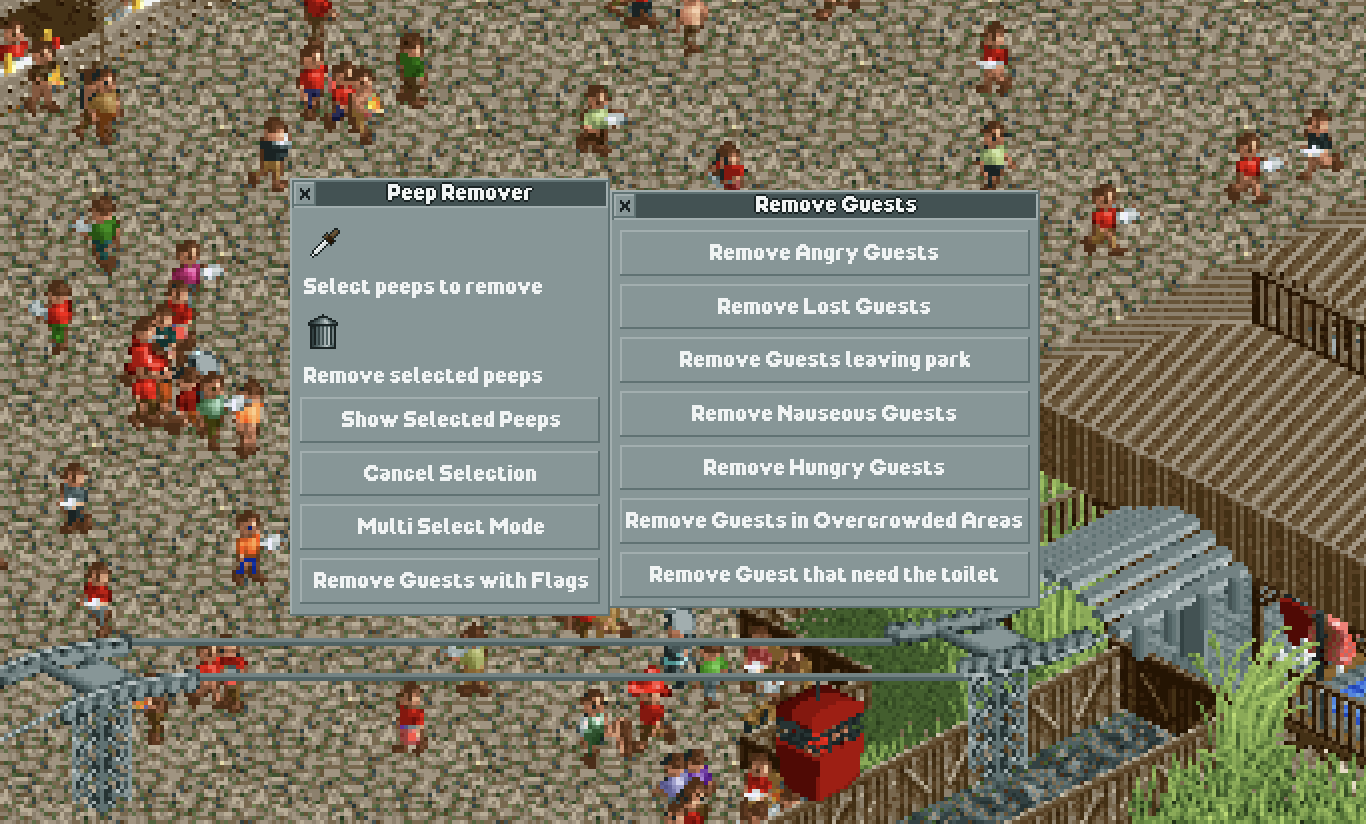 Peep Remover
Select peeps to remove
Remove selected peeps
Show Selected Peeps
Cancel Selection
Multi Select Mode
Remove Guests with Flags
Remove Guests
Remove Angry Guests
Remove Lost Guests
Remove Guests leaving park
Remove Nauseous Guests
Remove Hungry Guests
Remove Guests in Overcrowded Areas
Remove Guest that need the toilet